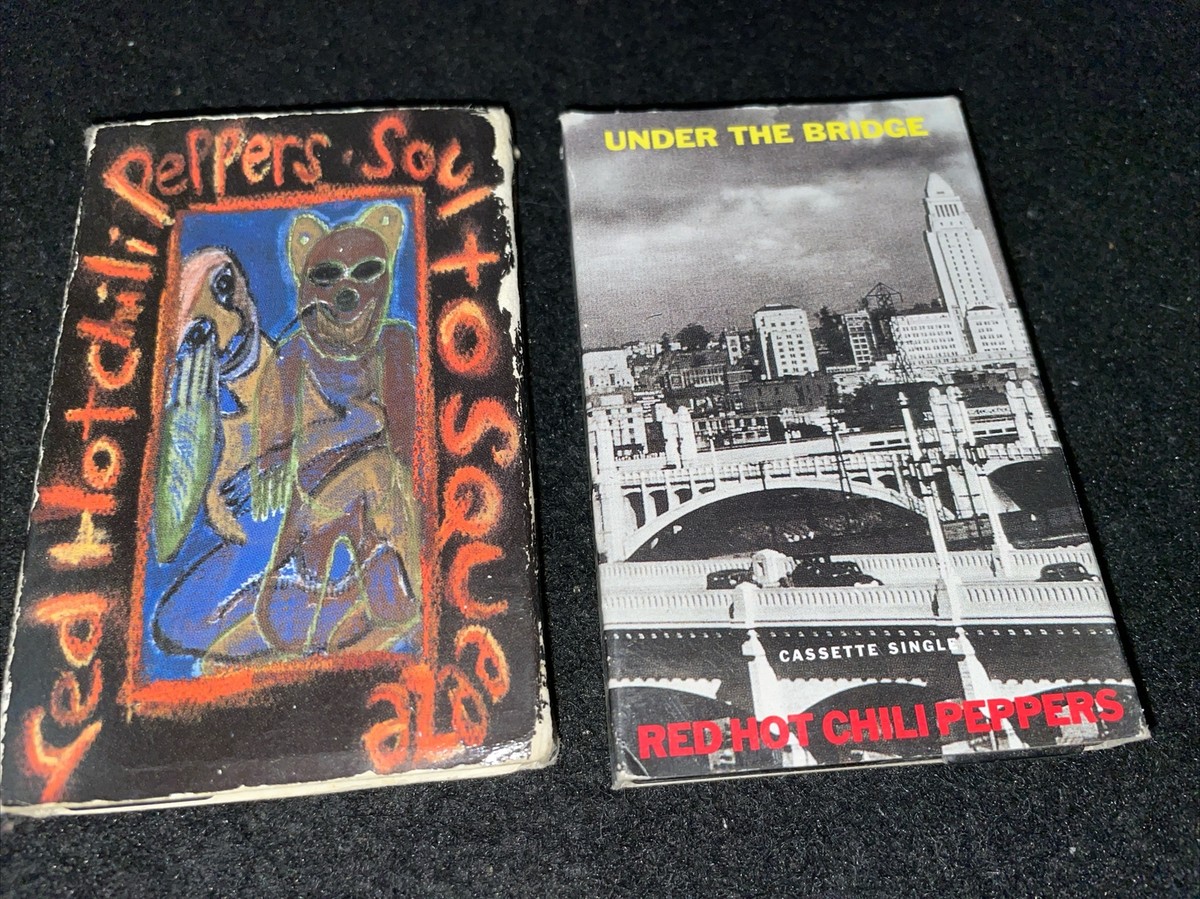 Red Hot chili Peppers · Soul to Squeeze
UNDER THE BRIDGE
CASSETTE SINGLE
RED HOT CHILI PEPPERS